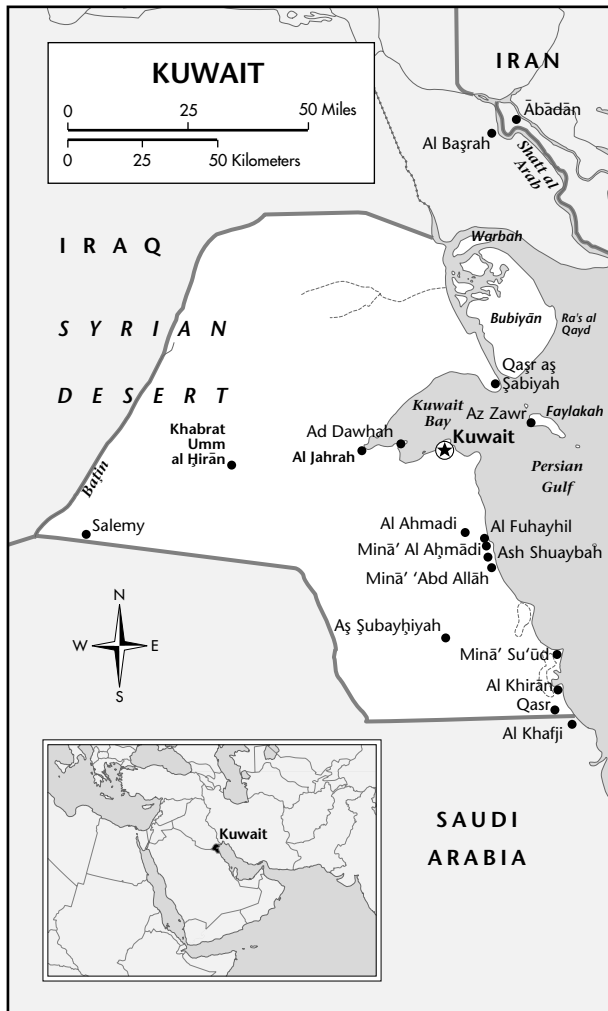 KUWAIT
0 25 50 Miles
0 25 50 Kilometers
IRAN
Ābādān
Al Başrah
Shatt al
Arab
IRAQ
SYRIAN
DESERT
Warbah
Bubiyān
Ra's al
Qayd
Qaşr aş
Şabiyah
Kuwait
Bay
Az Zawr
Faylakah
Khabrat
Umm
al Ḩirān
Ad Dawhah
Al Jahrah
Kuwait
Persian
Gulf
Baţin
Salemy
Al Ahmadi
Al Fuhayhil
Minā’ Al Aḩmādi
Ash Shuaybah
Minā’ ‘Abd Allāh
Aş Şubayḩiyah
Minā’ Su‘ūd
Al Khirān
Qasr
Al Khafji
N
W E
S
SAUDI
ARABIA
Kuwait